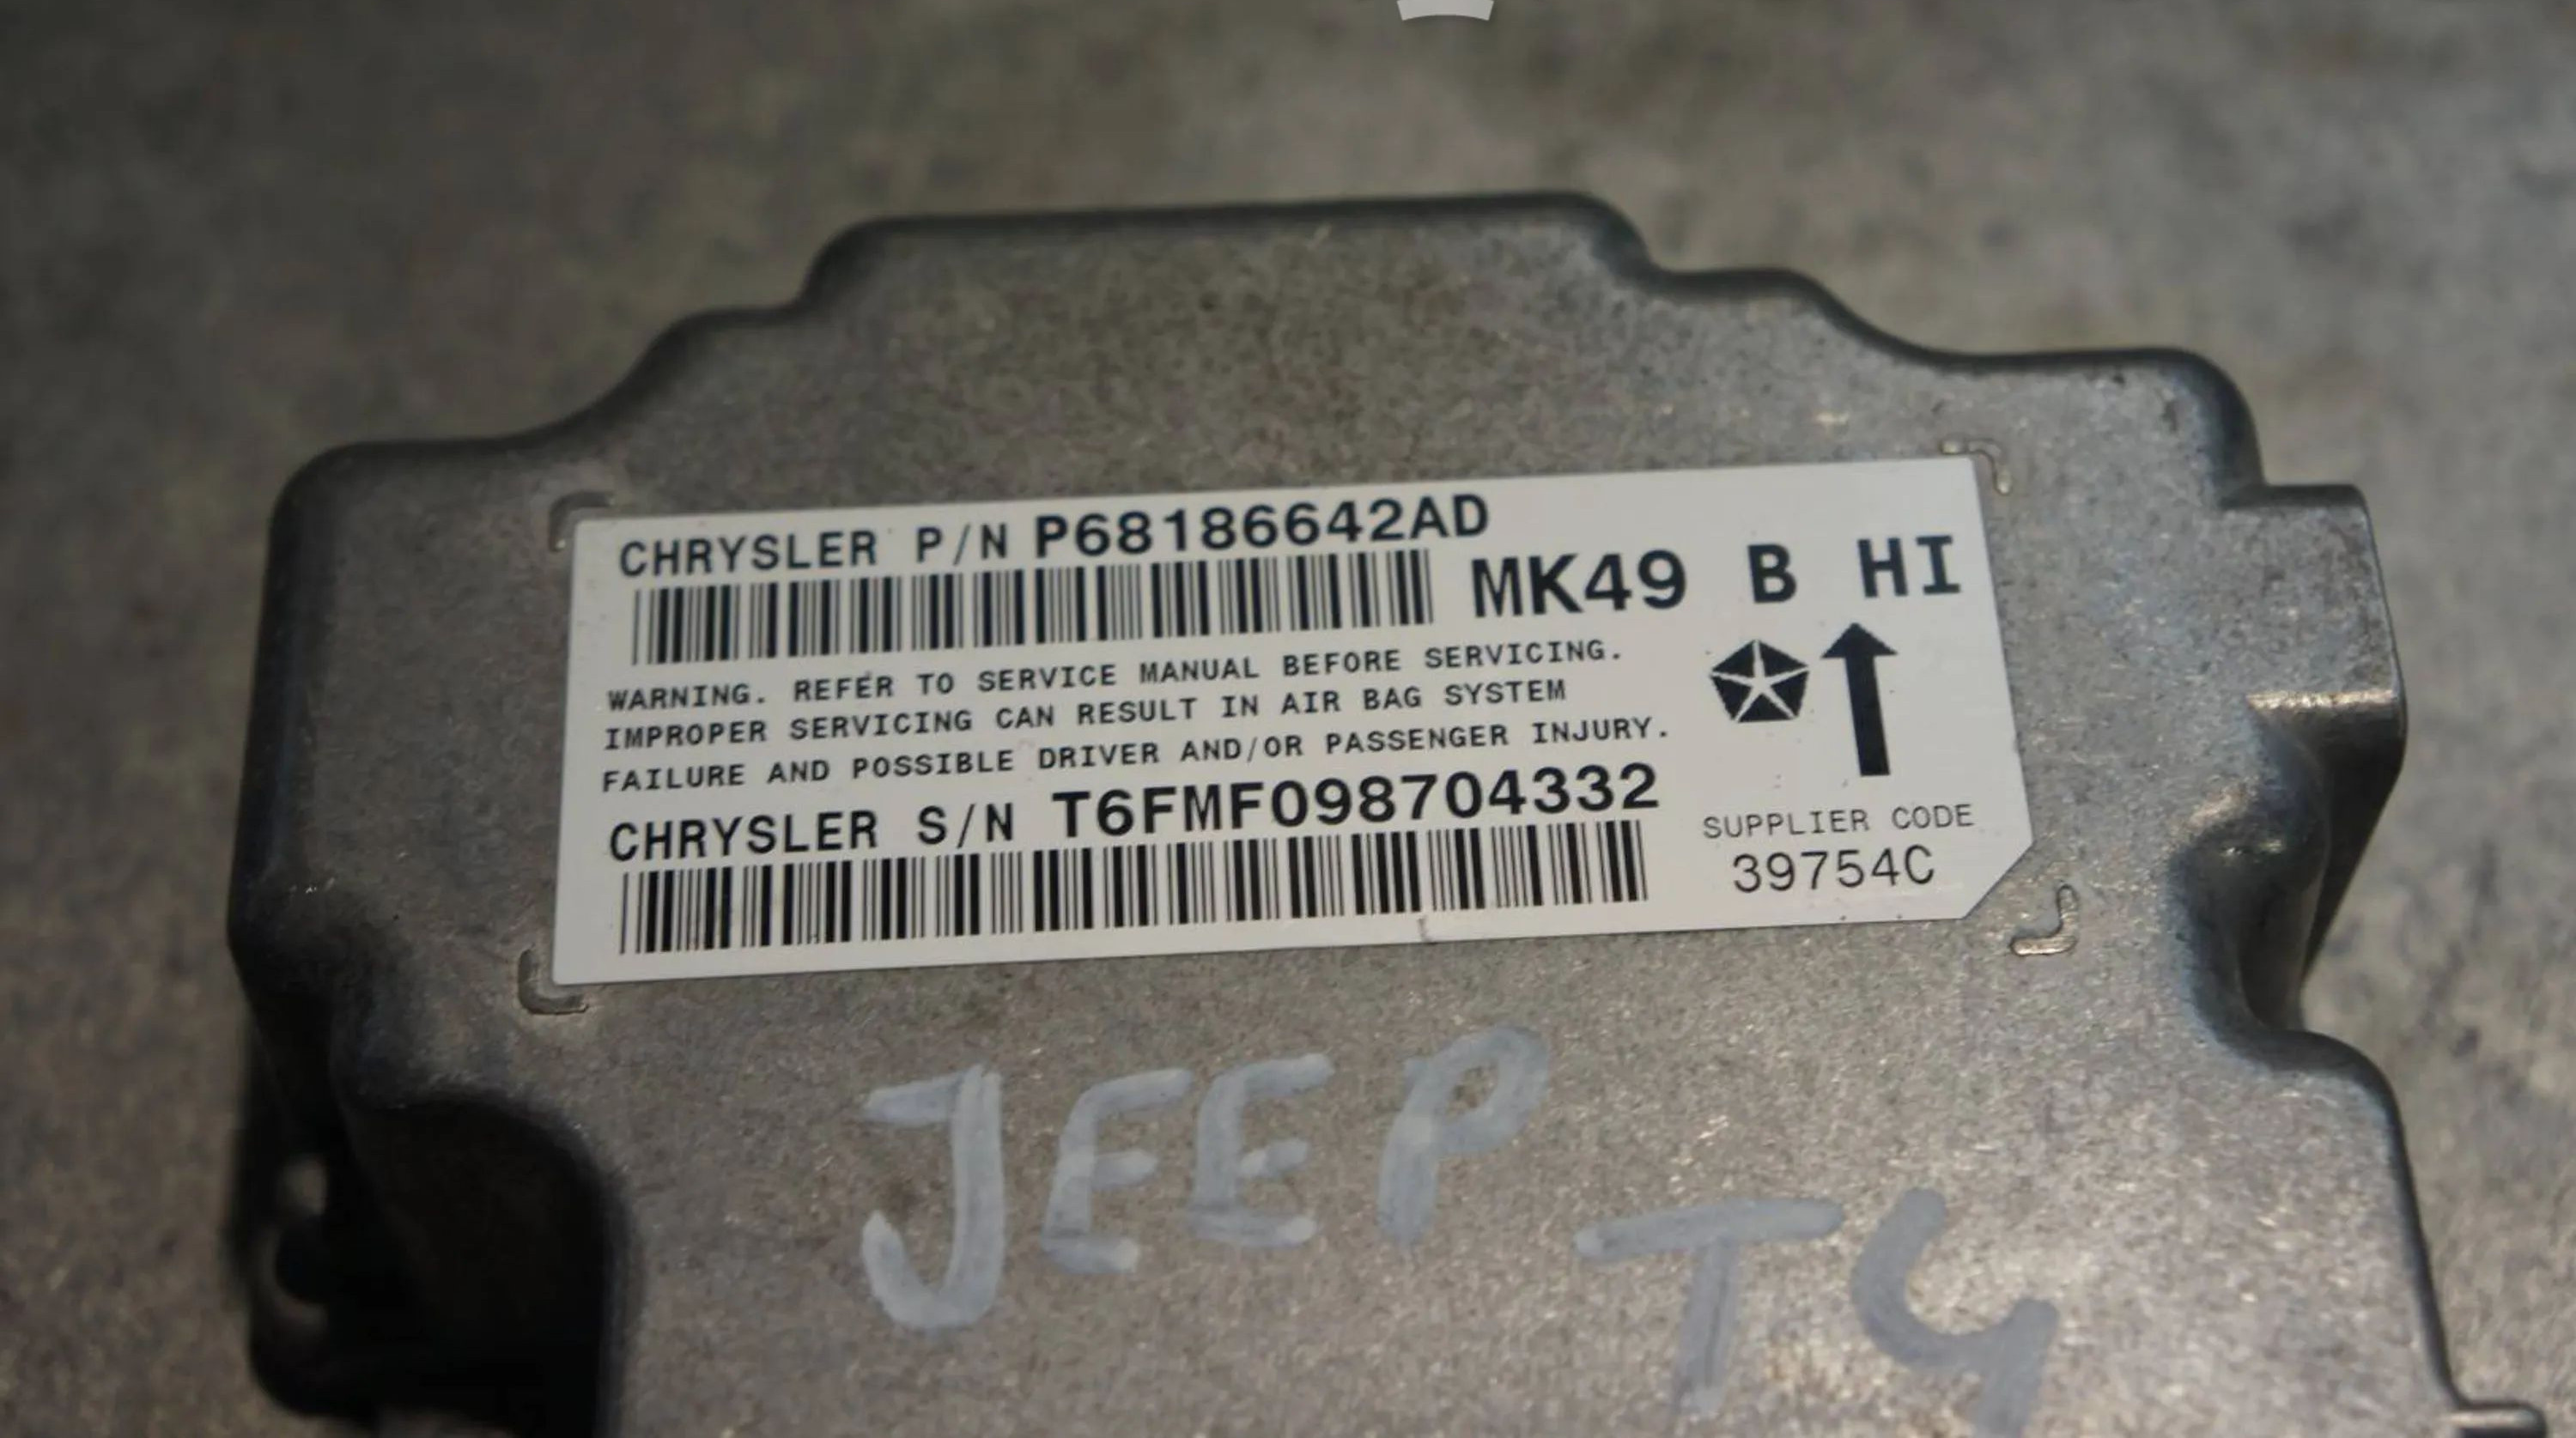 CHRYSLER P/N P68186642AD
MK49 B HI
WARNING. REFER TO SERVICE MANUAL BEFORE SERVICING.
IMPROPER SERVICING CAN RESULT IN AIR BAG SYSTEM
FAILURE AND POSSIBLE DRIVER AND/OR PASSENGER INJURY.
CHRYSLER S/N T6FMF098704332
SUPPLIER CODE
39754C
JEEP
T4